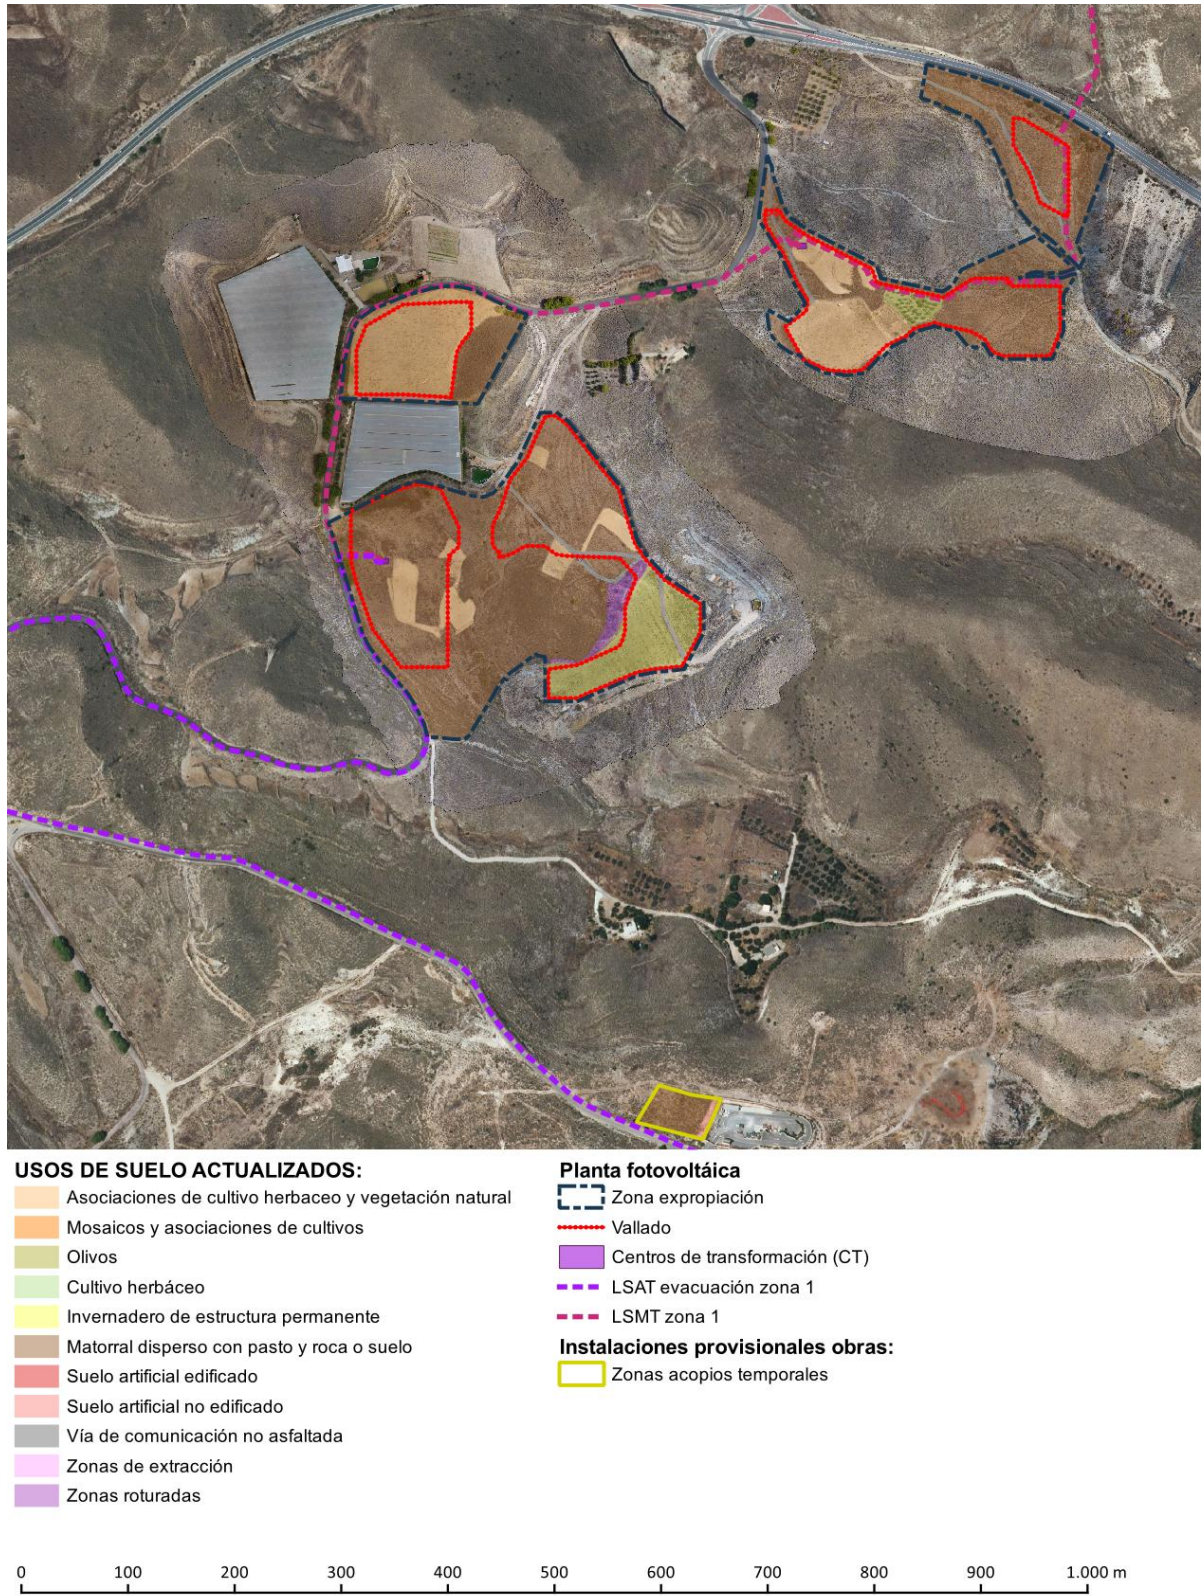 USOS DE SUELO ACTUALIZADOS:
Asociaciones de cultivo herbaceo y vegetación natural
Mosaicos y asociaciones de cultivos
Olivos
Cultivo herbáceo
Invernadero de estructura permanente
Matorral disperso con pasto y roca o suelo
Suelo artificial edificado
Suelo artificial no edificado
Vía de comunicación no asfaltada
Zonas de extracción
Zonas roturadas
Planta fotovoltáica
Zona expropiación
Vallado
Centros de transformación (CT)
LSAT evacuación zona 1
LSMT zona 1
Instalaciones provisionales obras:
Zonas acopios temporales
0 100 200 300 400 500 600 700 800 900 1.000 m